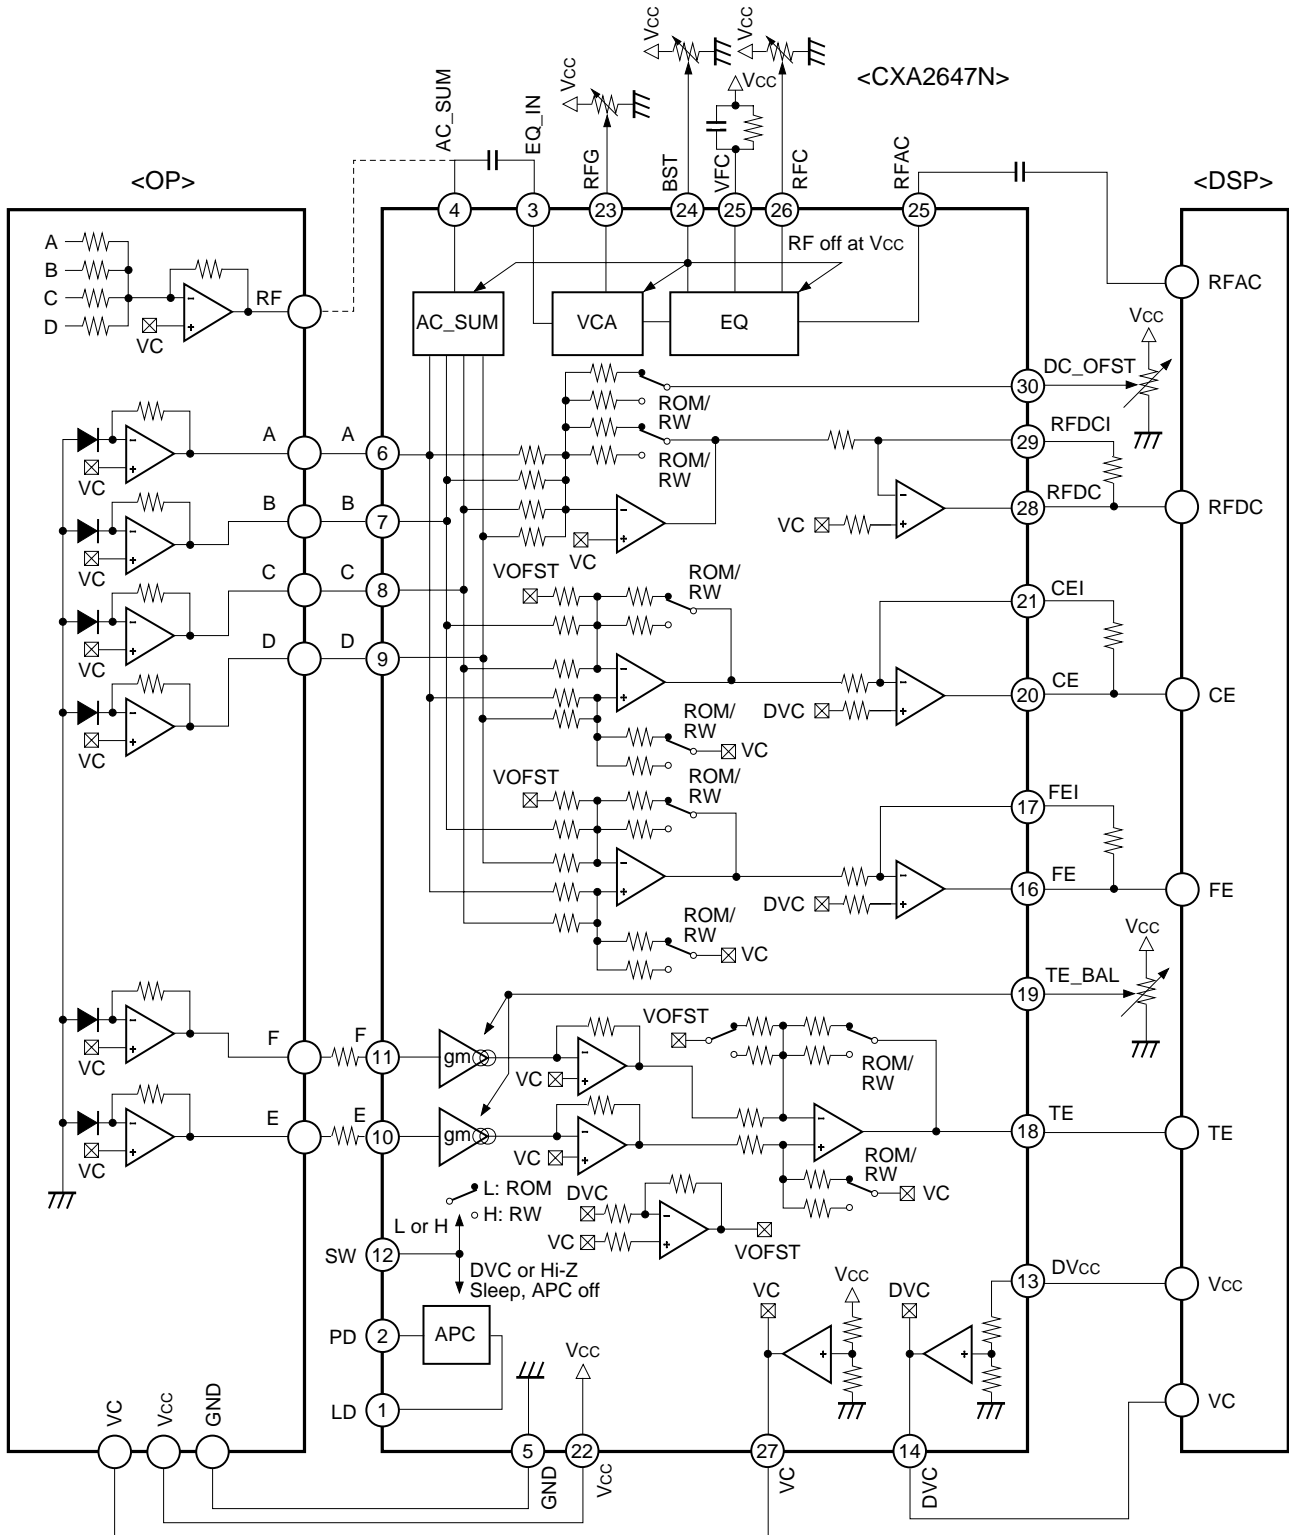 <CXA2647N>
<OP>
<DSP>
Vcc
Vcc
Vcc
Vcc
AC_SUM
EQ_IN
RFG
BST
VFC
RFC
RFAC
4
3
23
24
25
26
25
RF off at Vcc
A
B
C
D
VC
RF
AC_SUM
VCA
EQ
RFAC
Vcc
DC_OFST
30
ROM/
RW
ROM/
RW
RFDCI
29
RFDC
28
RFDC
VC
VC
A
A
6
VC
B
B
7
VC
C
C
8
VC
D
D
9
VC
VOFST
ROM/
RW
CEI
21
CE
20
CE
DVC
ROM/
RW
VC
VOFST
ROM/
RW
FEI
17
FE
16
FE
DVC
ROM/
RW
VC
Vcc
TE_BAL
19
VOFST
ROM/
RW
F
F
11
gm
VC
VC
E
E
10
gm
VC
VC
TE
18
TE
ROM/
RW
VC
L: ROM
H: RW
L or H
SW
12
DVC or Hi-Z
Sleep, APC off
DVC
VC
VOFST
13
DVcc
Vcc
PD
2
APC
LD
1
Vcc
VC
Vcc
DVC
VC
VC
Vcc
GND
5
22
27
14
GND
Vcc
VC
DVC